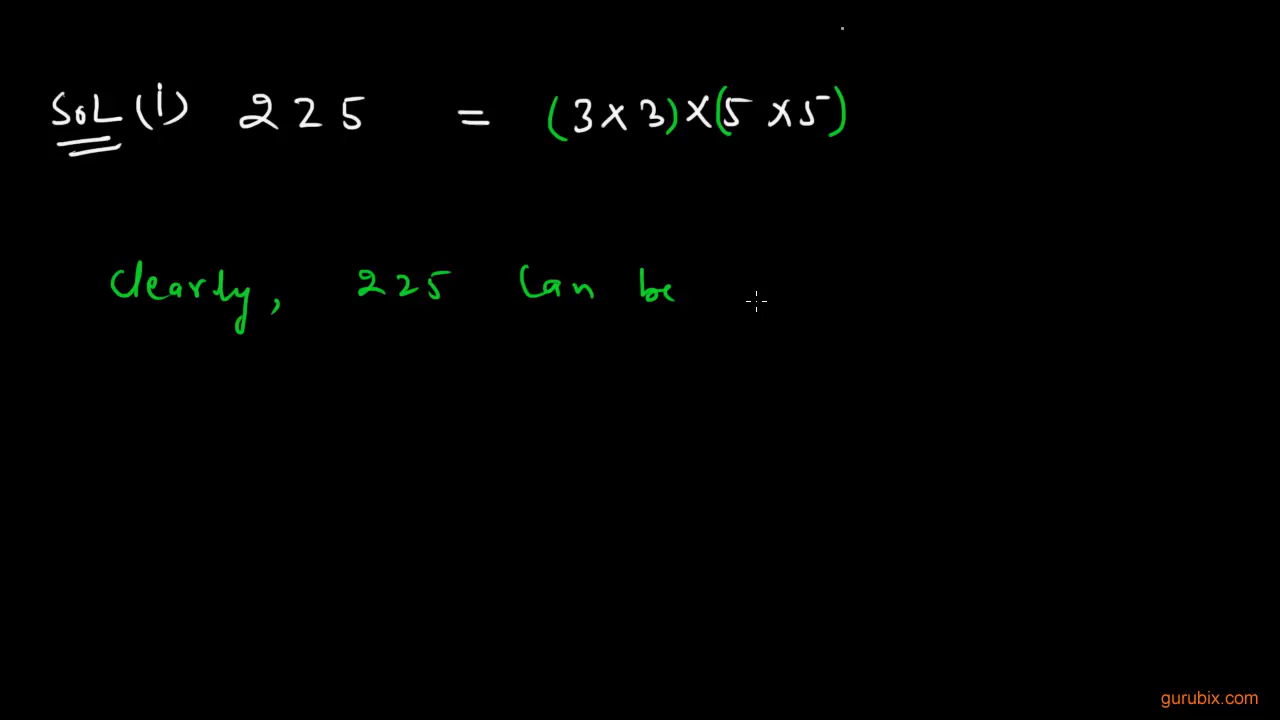 SOL (i) 225 = (3 × 3) × (5 × 5)
Clearly, 225 can be
gurubix.com